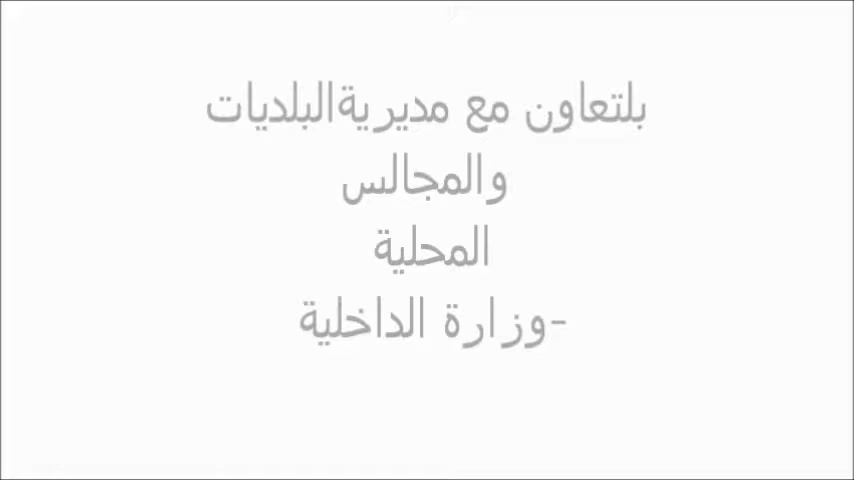 بلتعاون مع مديريةالبلديات
والمجالس
المحلية
-وزارة الداخلية